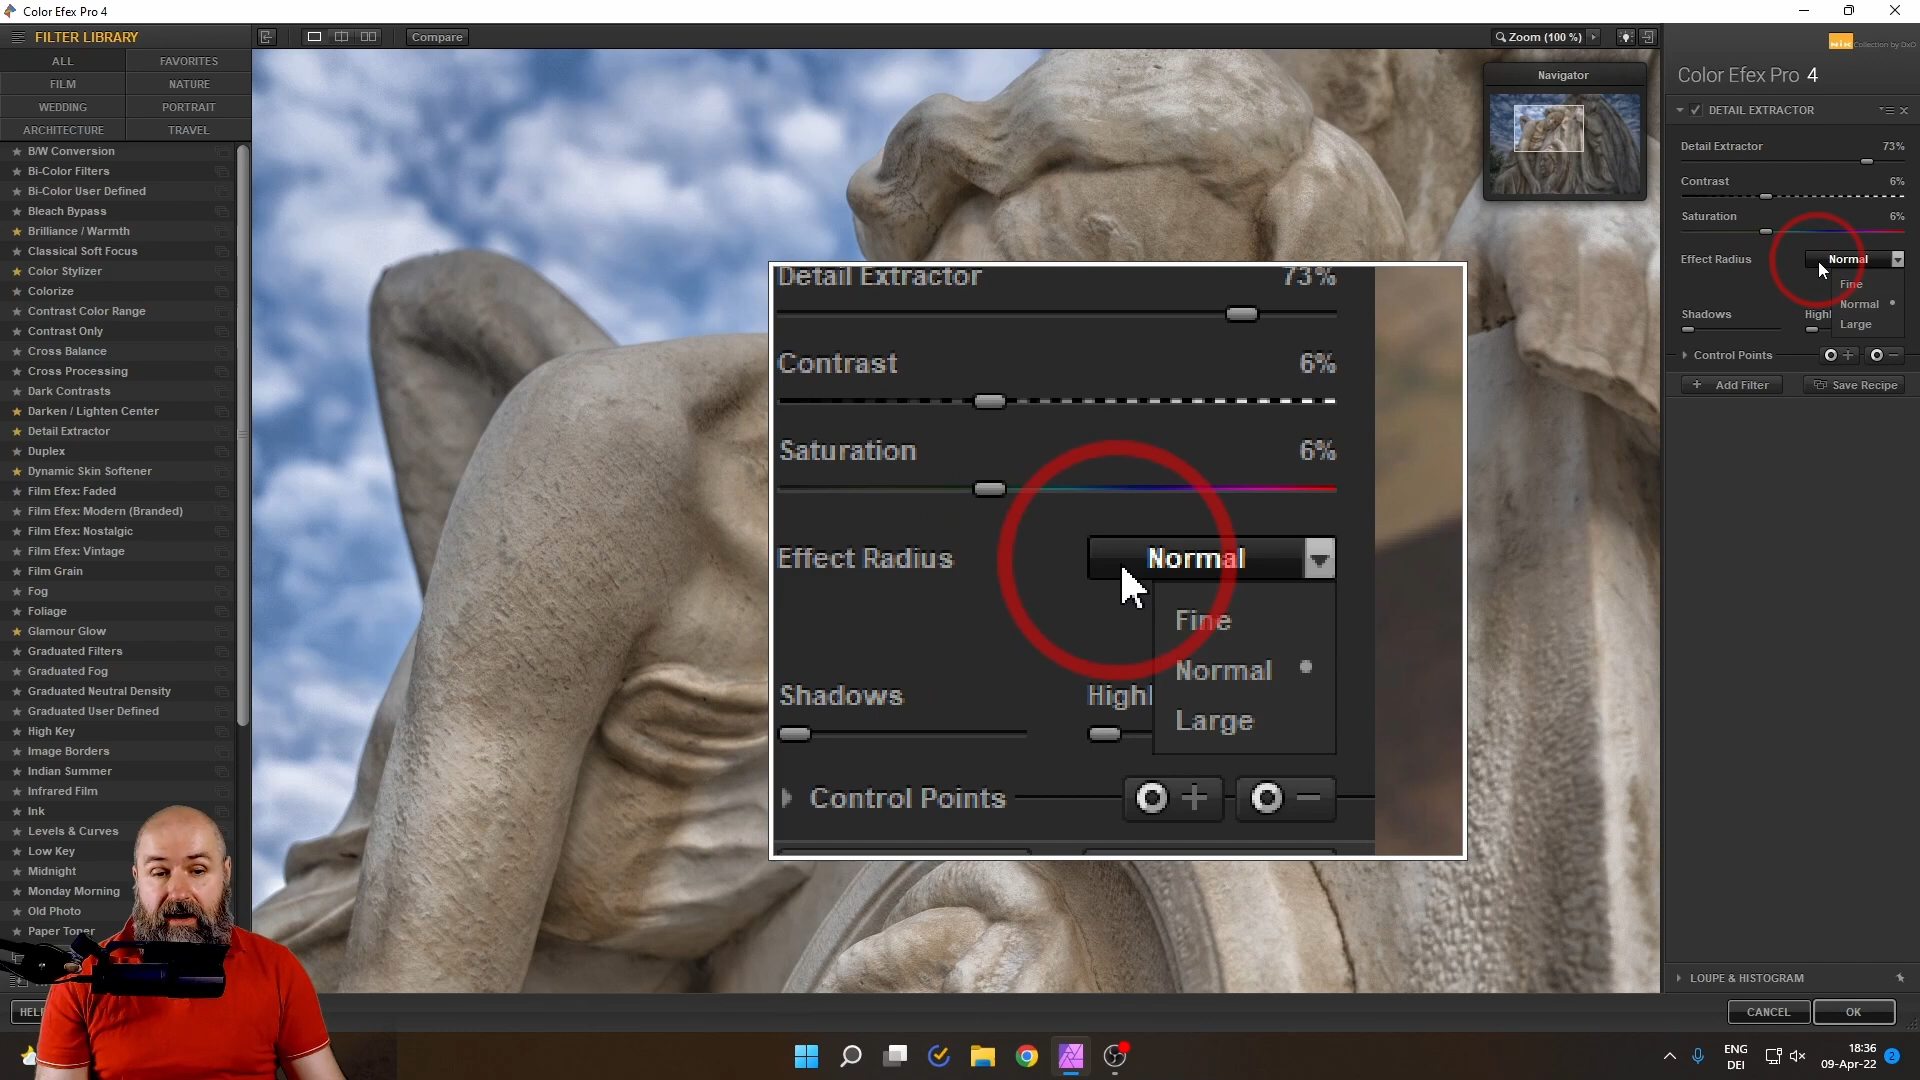 Color Efex Pro 4
FILTER LIBRARY
Compare
Zoom (100 %)
ALL
FAVORITES
FILM
NATURE
WEDDING
PORTRAIT
ARCHITECTURE
TRAVEL
B/W Conversion
Bi-Color Filters
Bi-Color User Defined
Bleach Bypass
Brilliance / Warmth
Classical Soft Focus
Color Stylizer
Colorize
Contrast Color Range
Contrast Only
Cross Balance
Cross Processing
Dark Contrasts
Darken / Lighten Center
Detail Extractor
Duplex
Dynamic Skin Softener
Film Efex: Faded
Film Efex: Modern (Branded)
Film Efex: Nostalgic
Film Efex: Vintage
Film Grain
Fog
Foliage
Glamour Glow
Graduated Filters
Graduated Fog
Graduated Neutral Density
Graduated User Defined
High Key
Image Borders
Indian Summer
Infrared Film
Ink
Levels & Curves
Low Key
Midnight
Monday Morning
Old Photo
Paper Toner
HELP
Detail Extractor 73%
Contrast 6%
Saturation 6%
Effect Radius Normal
Fine
Normal
Large
Shadows Highl
Control Points
Navigator
Nik Collection by DxO
Color Efex Pro 4
DETAIL EXTRACTOR
Detail Extractor 73%
Contrast 6%
Saturation 6%
Effect Radius Normal
Fine
Normal
Large
Shadows Highl
Control Points
+ Add Filter
Save Recipe
LOUPE & HISTOGRAM
CANCEL
OK
ENG
DEI
18:36
09-Apr-22
2